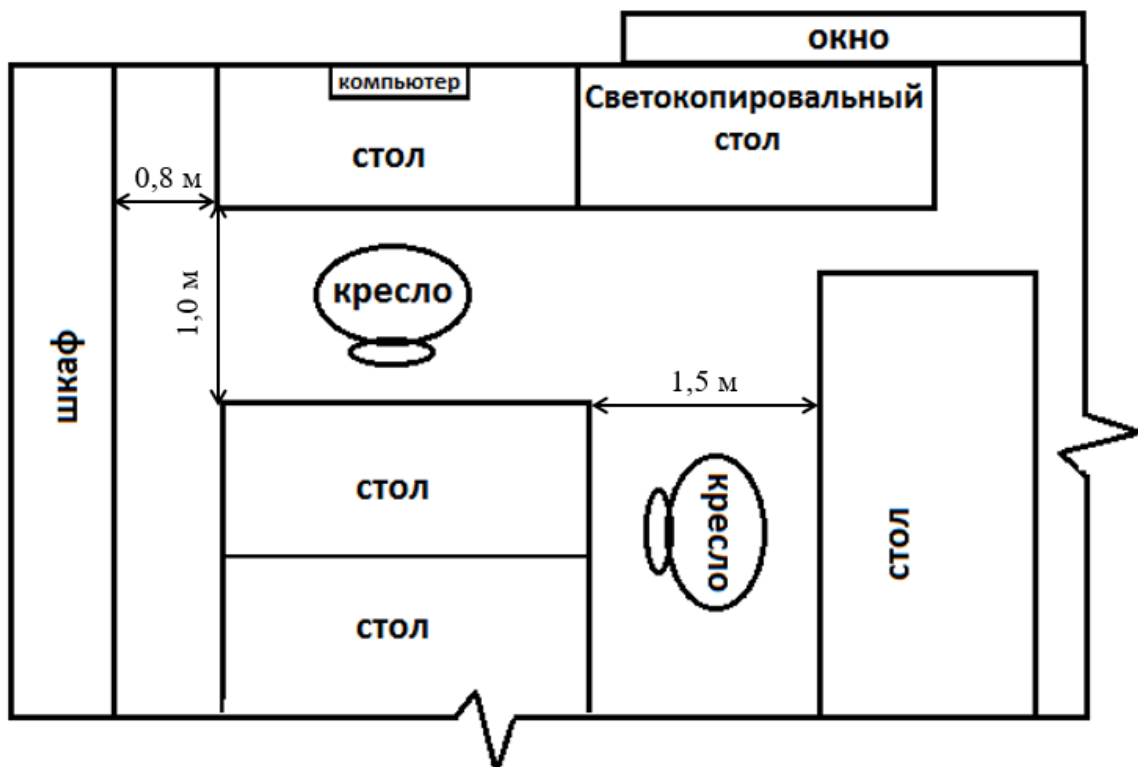 окно
компьютер
Светокопировальный
стол
стол
0,8 м
1,0 м
кресло
шкаф
1,5 м
стол
кресло
стол
стол